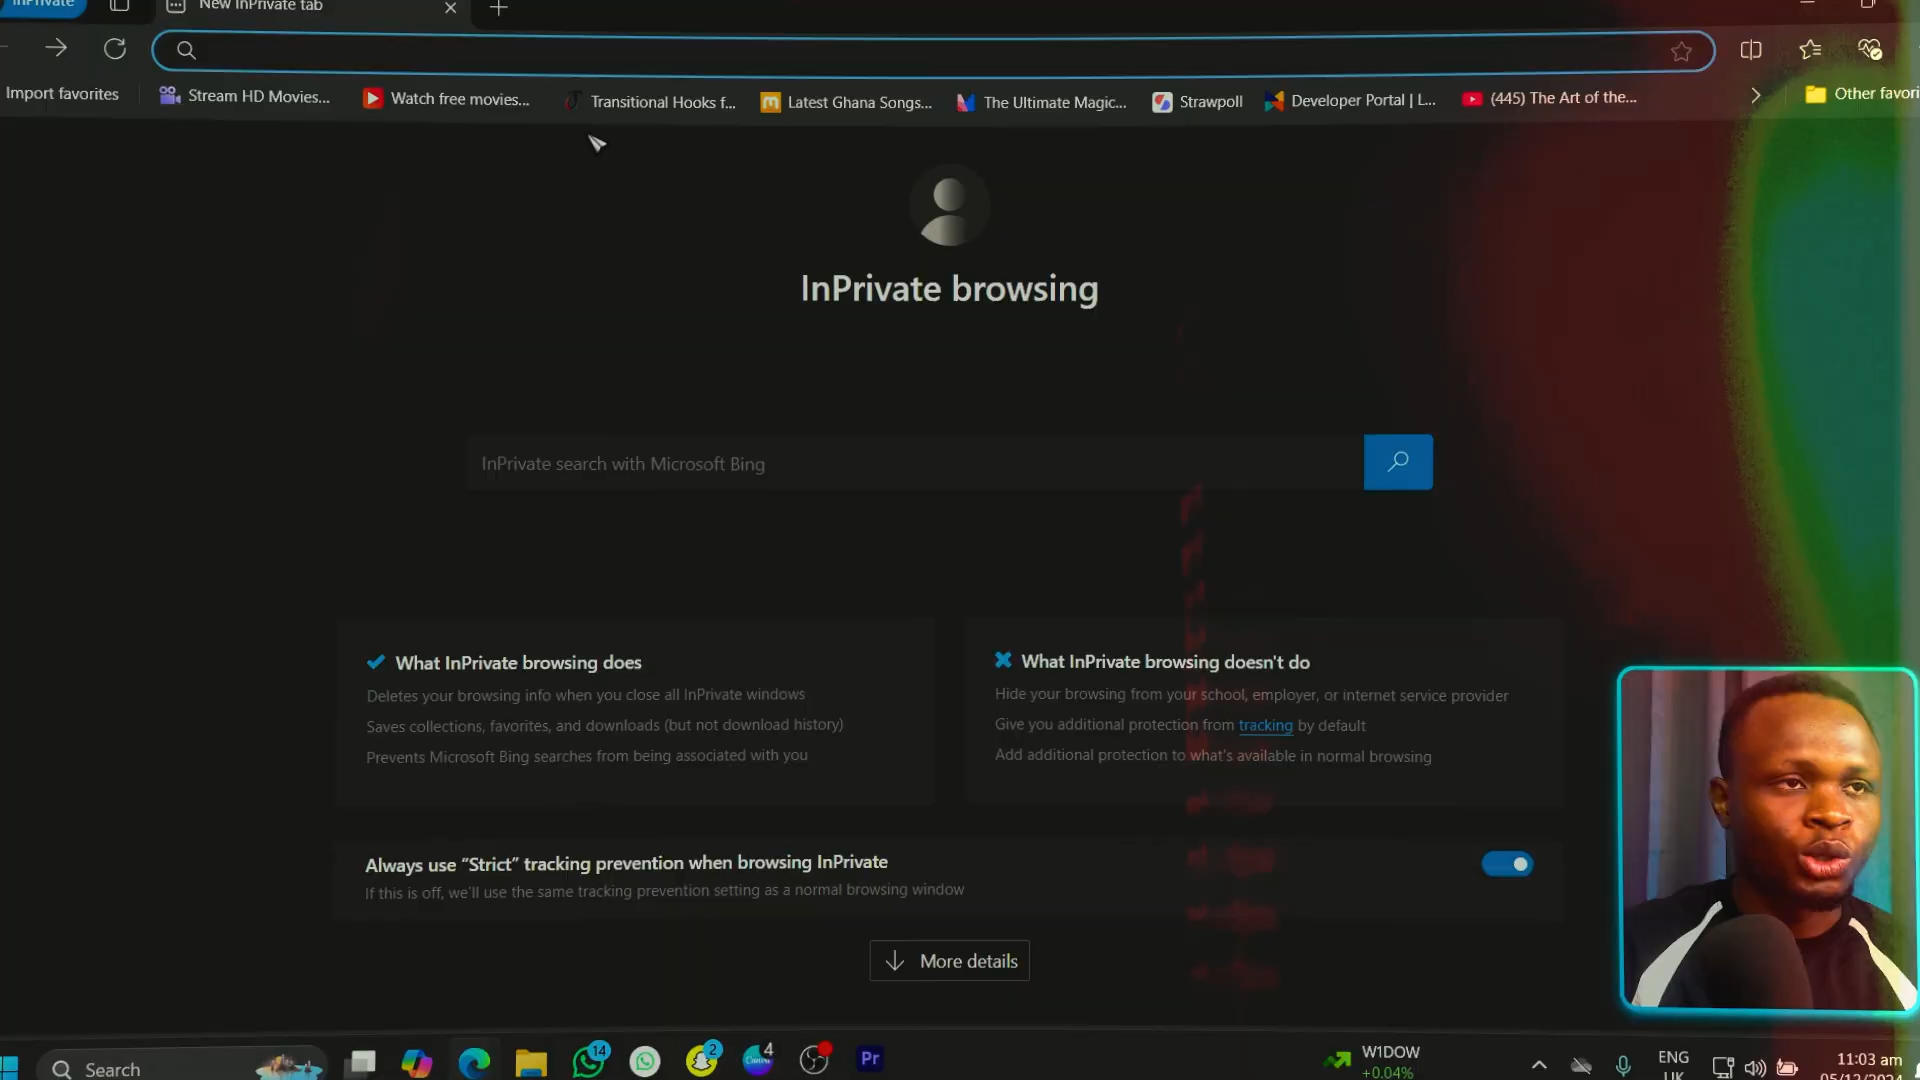 InPrivate
New InPrivate tab
Import favorites
Stream HD Movies...
Watch free movies...
Transitional Hooks f...
Latest Ghana Songs...
The Ultimate Magic...
Strawpoll
Developer Portal | L...
(445) The Art of the...
Other favori
InPrivate browsing
InPrivate search with Microsoft Bing
What InPrivate browsing does
Deletes your browsing info when you close all InPrivate windows
Saves collections, favorites, and downloads (but not download history)
Prevents Microsoft Bing searches from being associated with you
What InPrivate browsing doesn't do
Hide your browsing from your school, employer, or internet service provider
Give you additional protection from tracking by default
Add additional protection to what's available in normal browsing
Always use “Strict” tracking prevention when browsing InPrivate
If this is off, we'll use the same tracking prevention setting as a normal browsing window
More details
Search
14
2
Canva
4
Pr
W1DOW
+0.04%
ENG
UK
11:03 am
05/12/2024